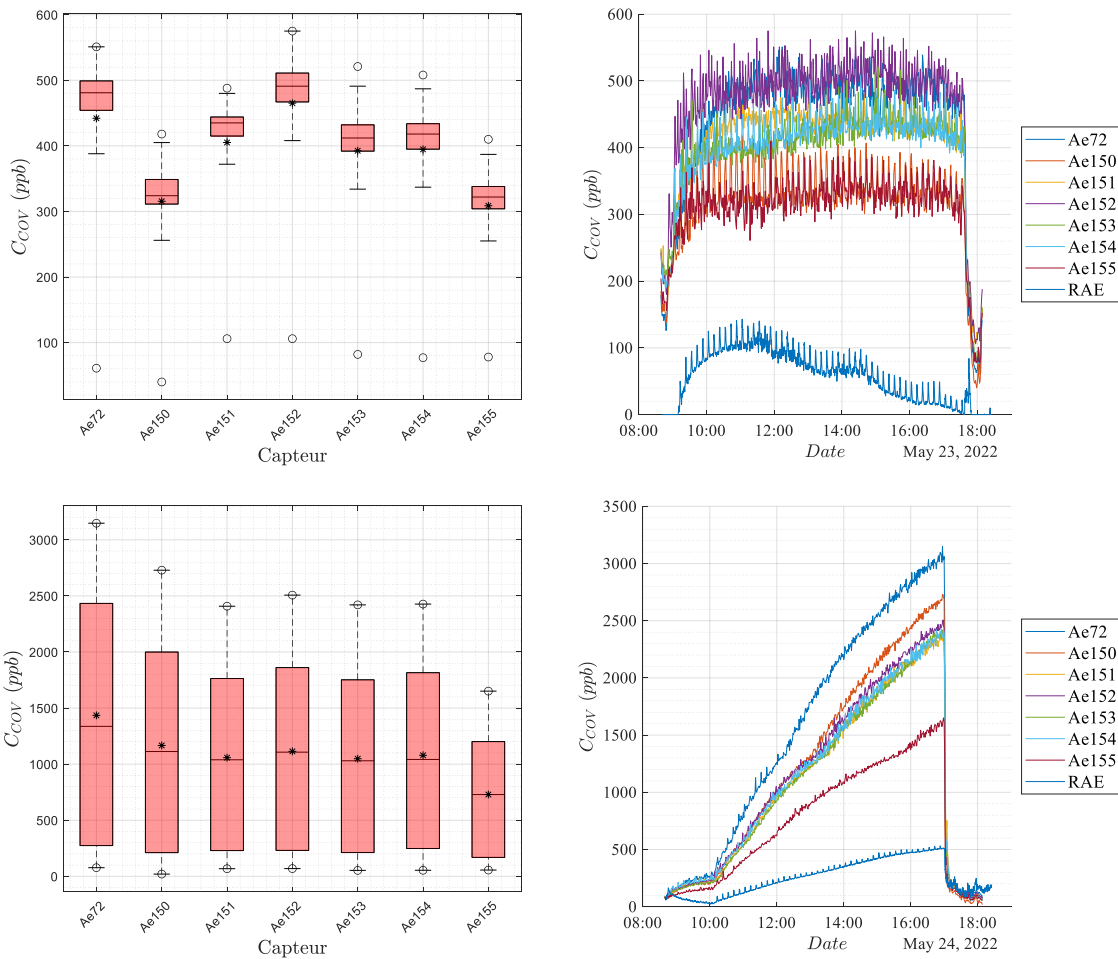 600
500
400
300
200
100
C_COV (ppb)
Ae72
Ae150
Ae151
Ae152
Ae153
Ae154
Ae155
Capteur
600
500
400
300
200
100
0
C_COV (ppb)
08:00 10:00 12:00 14:00 16:00 18:00
Date
May 23, 2022
Ae72
Ae150
Ae151
Ae152
Ae153
Ae154
Ae155
RAE
3000
2500
2000
1500
1000
500
0
C_COV (ppb)
Ae72
Ae150
Ae151
Ae152
Ae153
Ae154
Ae155
Capteur
3500
3000
2500
2000
1500
1000
500
0
C_COV (ppb)
08:00 10:00 12:00 14:00 16:00 18:00
Date
May 24, 2022
Ae72
Ae150
Ae151
Ae152
Ae153
Ae154
Ae155
RAE